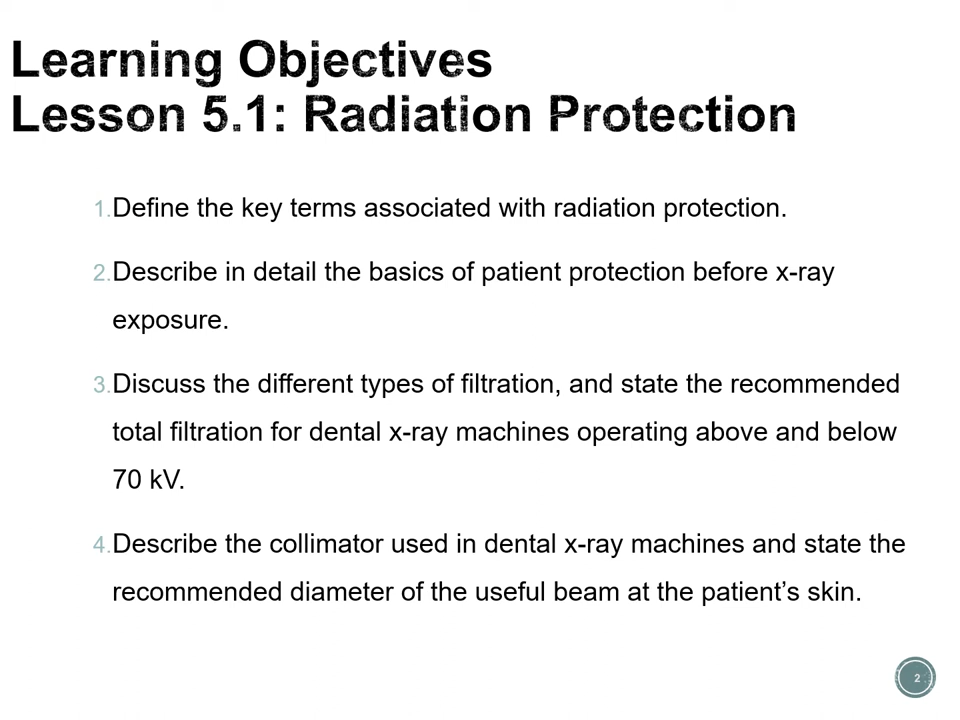 Learning Objectives
Lesson 5.1: Radiation Protection
1.Define the key terms associated with radiation protection.
2.Describe in detail the basics of patient protection before x-ray
exposure.
3.Discuss the different types of filtration, and state the recommended
total filtration for dental x-ray machines operating above and below
70 kV.
4.Describe the collimator used in dental x-ray machines and state the
recommended diameter of the useful beam at the patient’s skin.
2